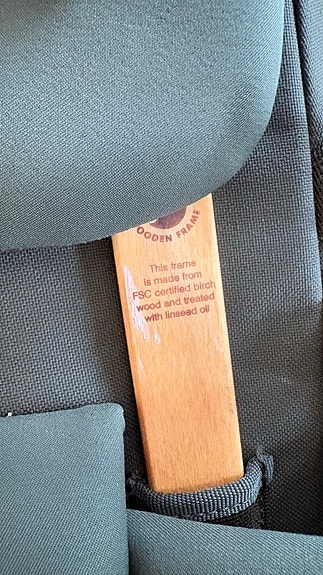 OODEN FRAME
This frame
is made from
FSC certified birch
wood and treated
with linseed oil